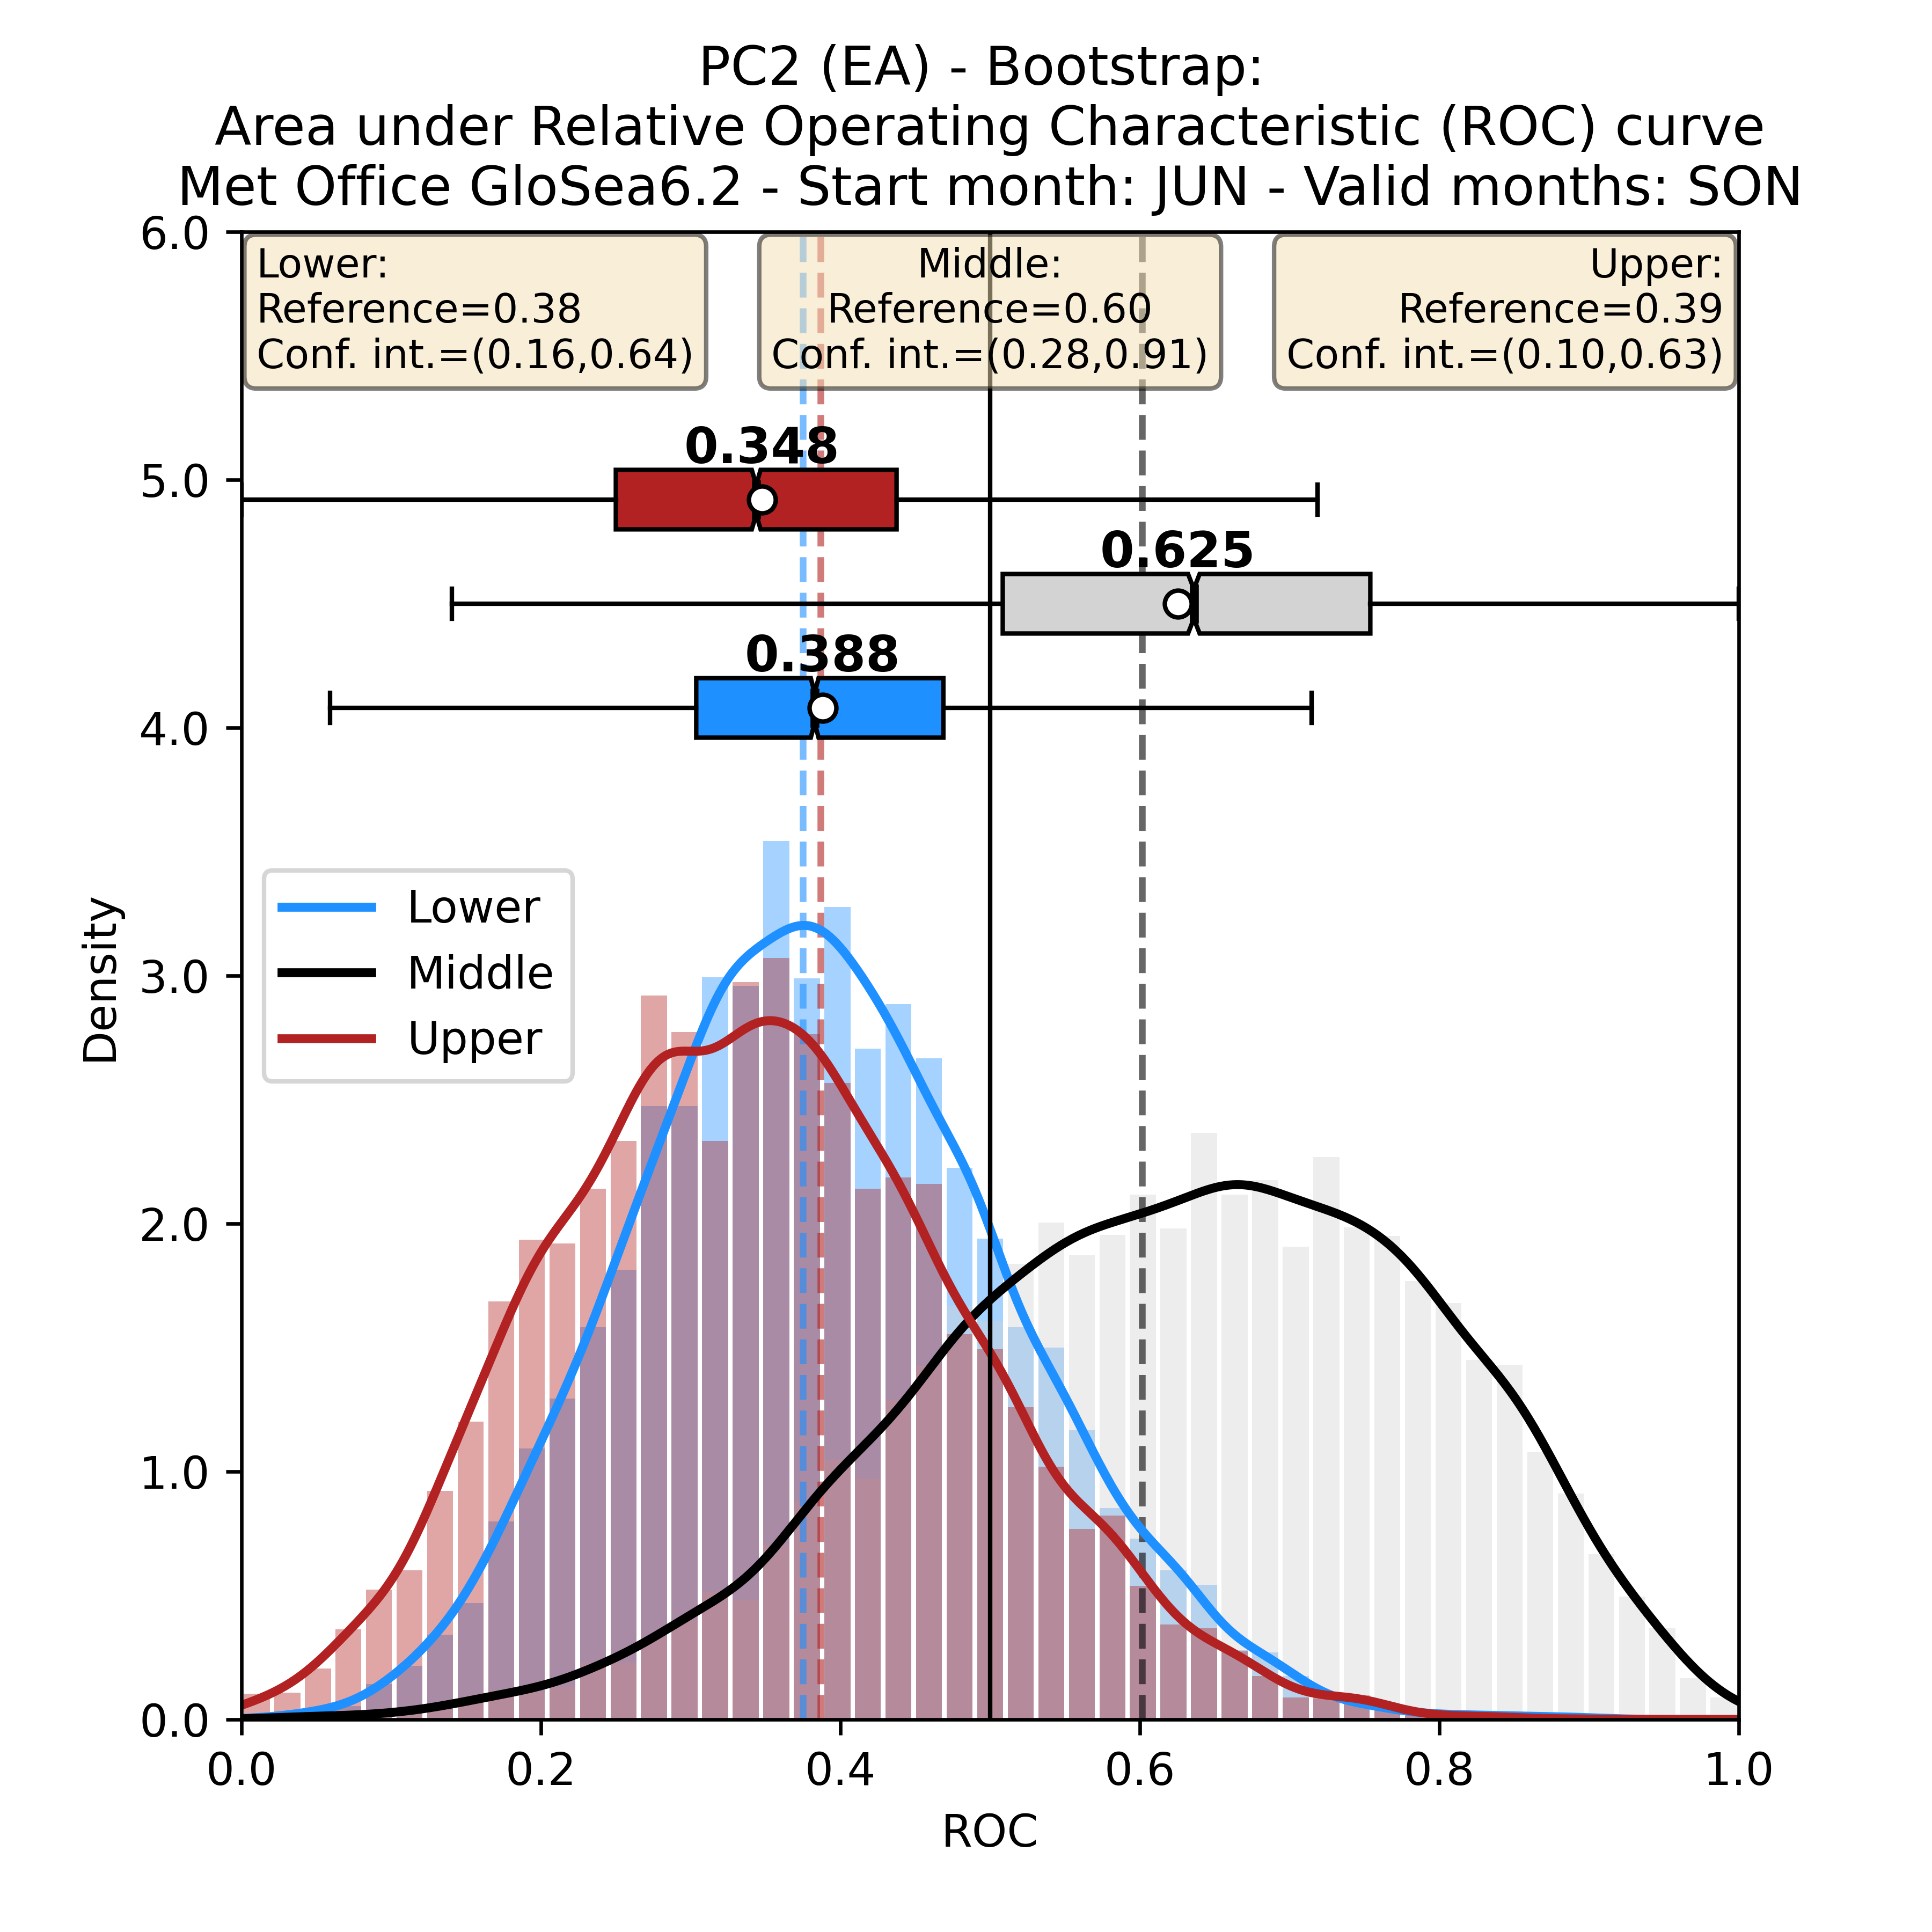 PC2 (EA) - Bootstrap:
Area under Relative Operating Characteristic (ROC) curve
Met Office GloSea6.2 - Start month: JUN - Valid months: SON
Lower:
Reference=0.38
Conf. int.=(0.16,0.64)
Middle:
Reference=0.60
Conf. int.=(0.28,0.91)
Upper:
Reference=0.39
Conf. int.=(0.10,0.63)
0.348
0.625
0.388
Lower
Middle
Upper
Density
6.0
5.0
4.0
3.0
2.0
1.0
0.0
0.0 0.2 0.4 0.6 0.8 1.0
ROC